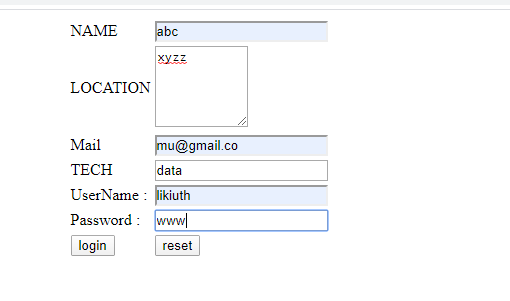 NAME abc
xyzz
LOCATION
Mail mu@gmail.co
TECH data
UserName : likiuth
Password : www
login reset